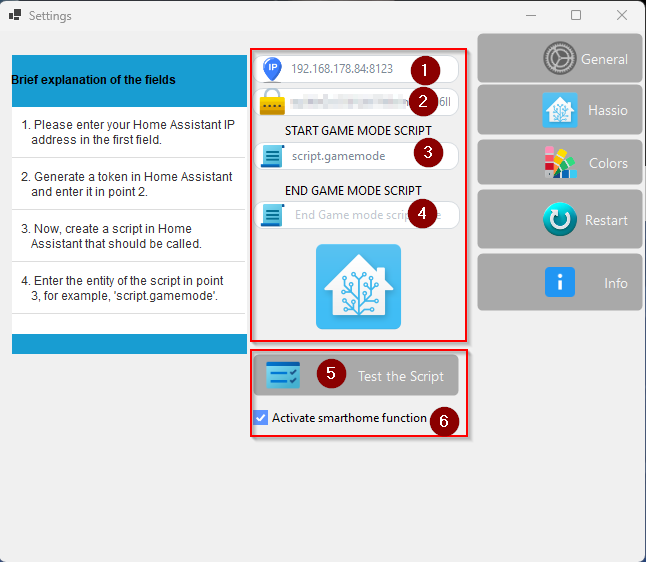 Settings
Brief explanation of the fields
1. Please enter your Home Assistant IP
address in the first field.
2. Generate a token in Home Assistant
and enter it in point 2.
3. Now, create a script in Home
Assistant that should be called.
4. Enter the entity of the script in point
3, for example, 'script.gamemode'.
IP
192.168.178.84:8123
1
2
6ll
START GAME MODE SCRIPT
script.gamemode
3
END GAME MODE SCRIPT
End Game mode scrip
4
5
Test the Script
Activate smarthome function
6
General
Hassio
Colors
Restart
i
Info